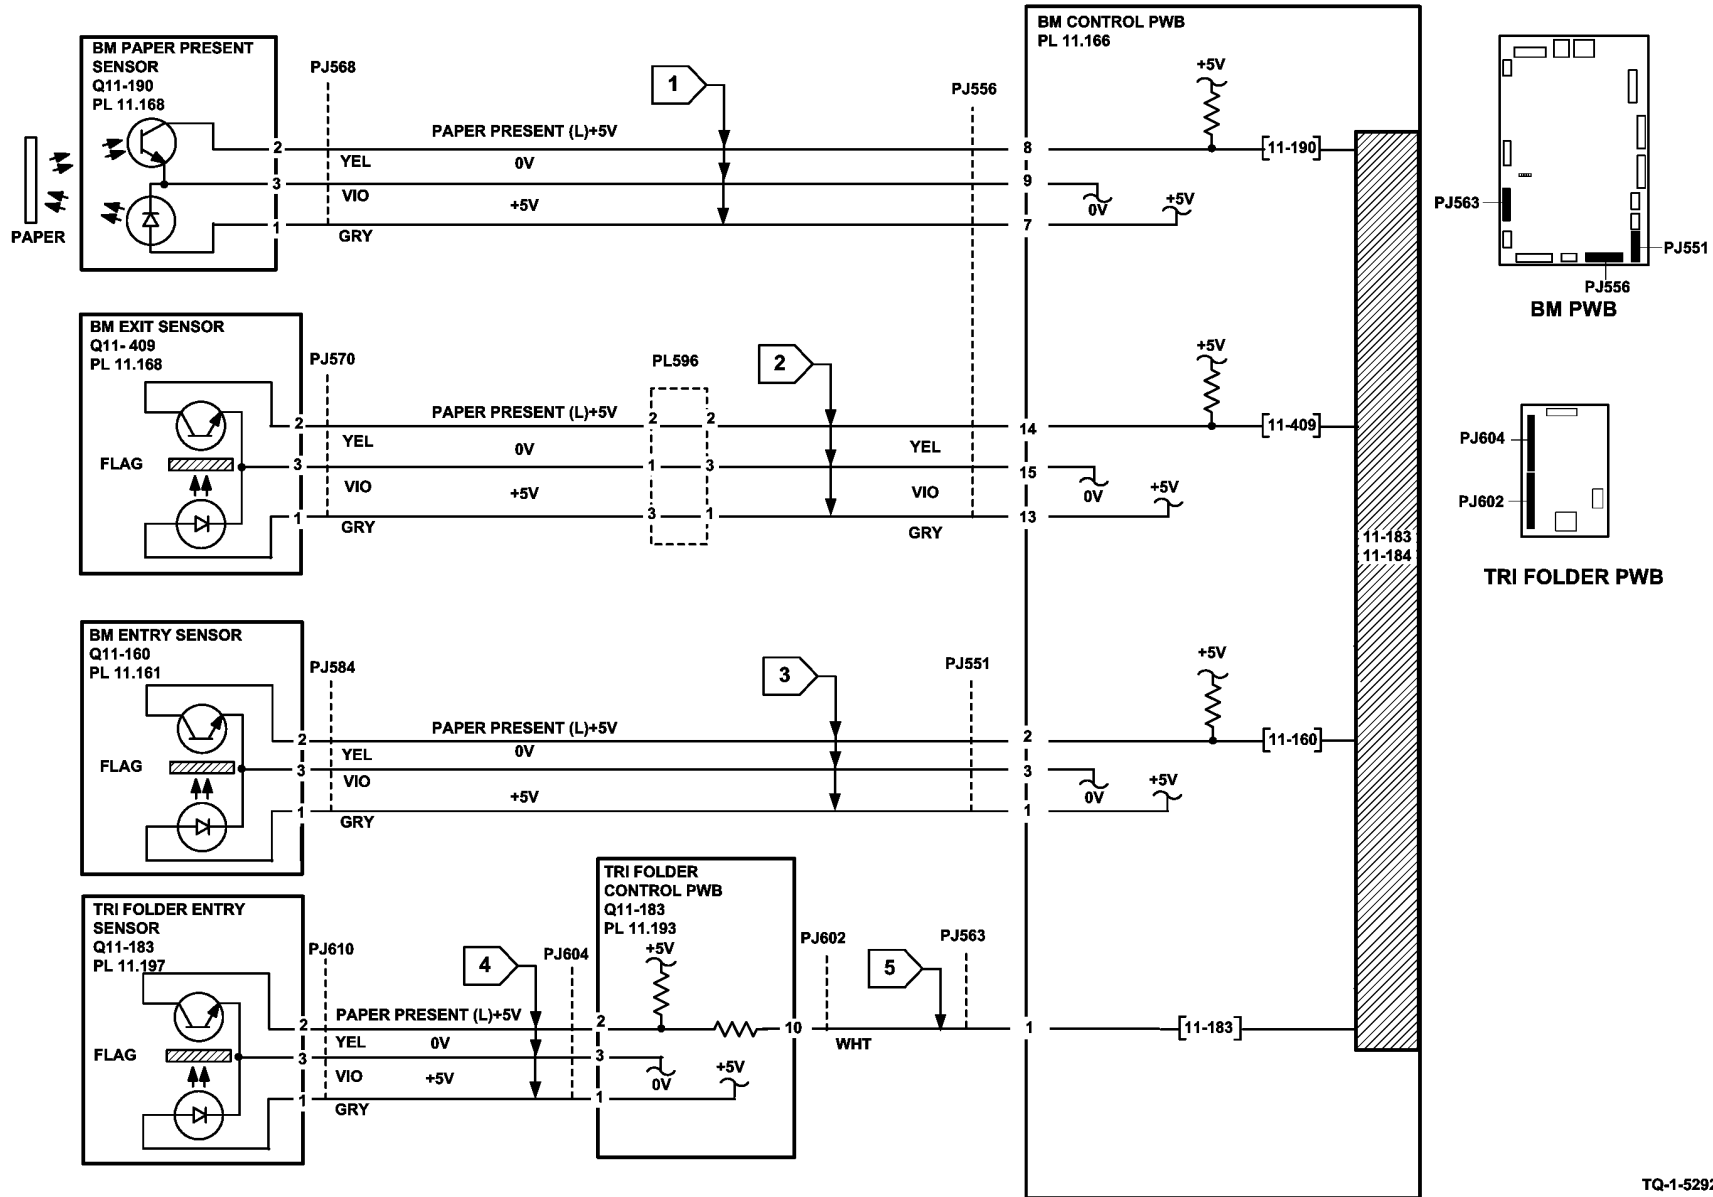 BM PAPER PRESENT
SENSOR
Q11-190
PL 11.168
PJ568
1
PJ556
BM CONTROL PWB
PL 11.166
+5V
PAPER PRESENT (L)+5V
2
8
[11-190]
YEL
0V
3
9
VIO
+5V
0V
+5V
1
7
GRY
PAPER
PJ563
PJ551
PJ556
BM PWB
BM EXIT SENSOR
Q11- 409
PL 11.168
PJ570
PL596
2
+5V
PAPER PRESENT (L)+5V
2
2
2
14
[11-409]
YEL
0V
YEL
FLAG
3
1
3
15
VIO
+5V
VIO
0V
+5V
1
3
1
13
GRY
GRY
11-183
11-184
PJ604
PJ602
TRI FOLDER PWB
BM ENTRY SENSOR
Q11-160
PL 11.161
PJ584
3
PJ551
+5V
PAPER PRESENT (L)+5V
2
2
[11-160]
YEL
0V
FLAG
3
3
VIO
+5V
0V
+5V
1
1
GRY
TRI FOLDER ENTRY
SENSOR
Q11-183
PL 11.197
PJ610
4
PJ604
TRI FOLDER
CONTROL PWB
Q11-183
PL 11.193
+5V
PJ602
5
PJ563
PAPER PRESENT (L)+5V
2
2
10
1
[11-183]
YEL
0V
WHT
FLAG
3
3
VIO
+5V
0V
+5V
1
1
GRY
TQ-1-5292